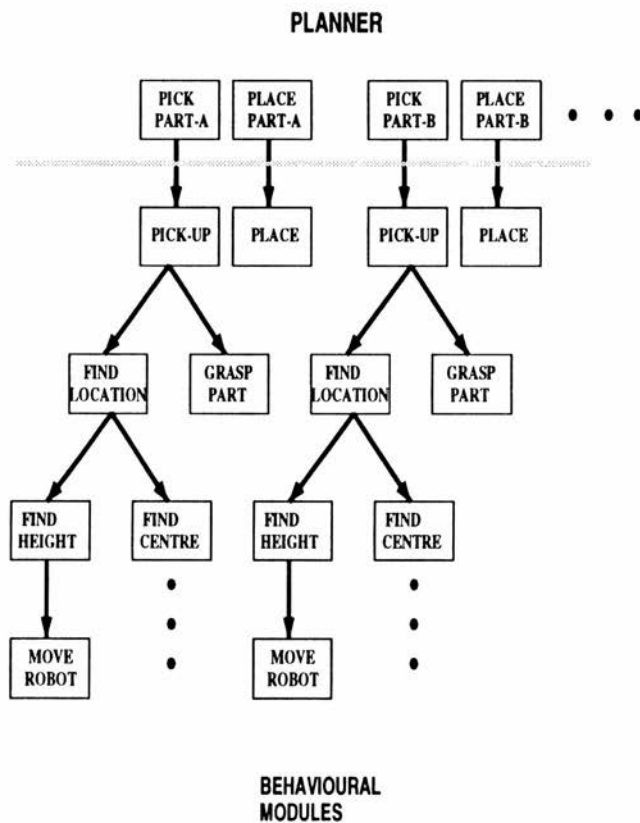 PLANNER
PICK
PART-A
PLACE
PART-A
PICK
PART-B
PLACE
PART-B
PICK-UP
PLACE
PICK-UP
PLACE
FIND
LOCATION
GRASP
PART
FIND
LOCATION
GRASP
PART
FIND
HEIGHT
FIND
CENTRE
FIND
HEIGHT
FIND
CENTRE
MOVE
ROBOT
MOVE
ROBOT
BEHAVIOURAL
MODULES